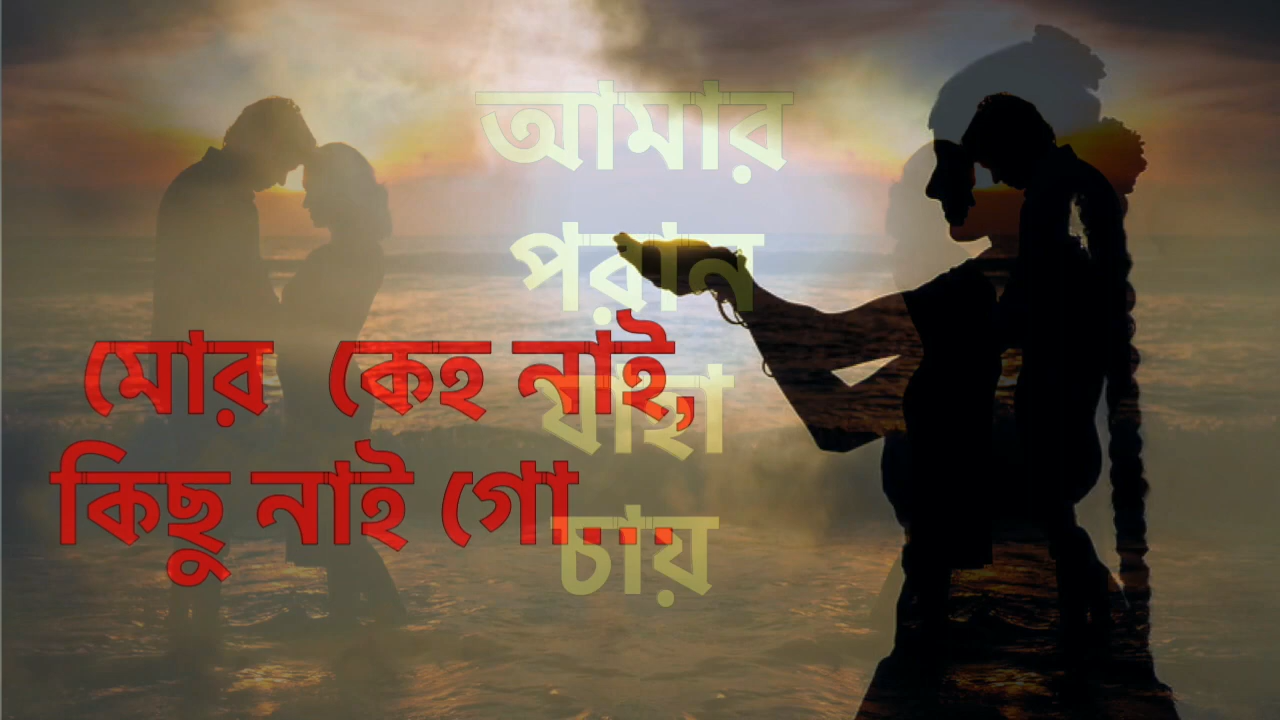 আমার
পরান
যাহা
চায়
মোর কেহ নাই,
কিছু নাই গো...